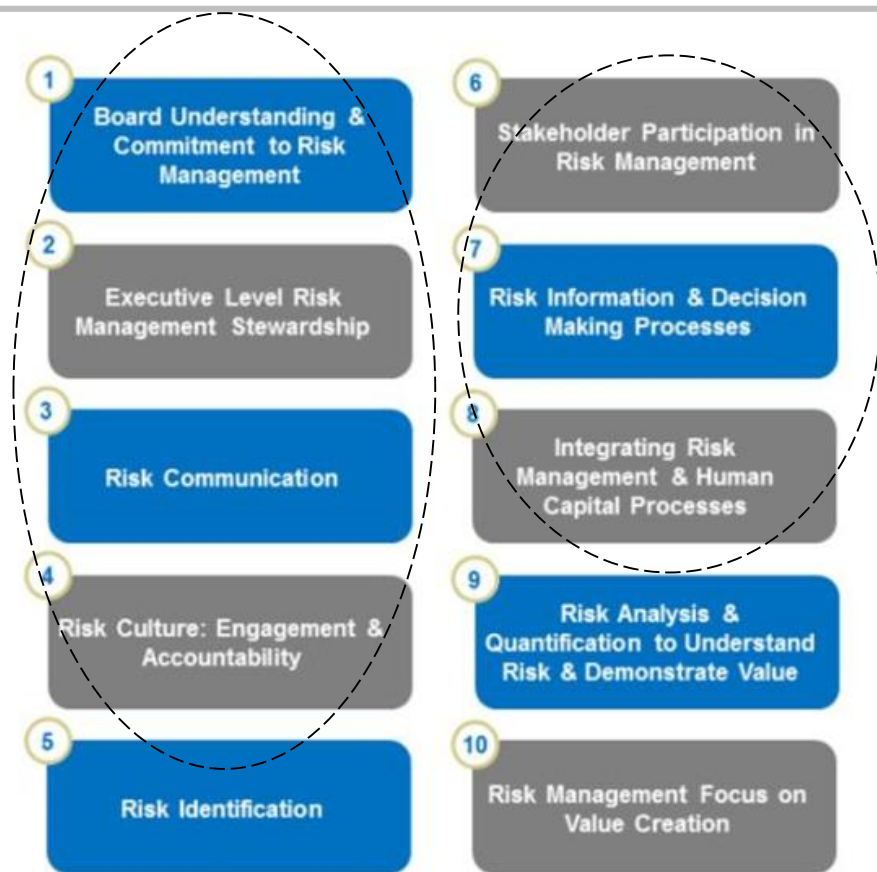 1
Board Understanding &
Commitment to Risk
Management
2
Executive Level Risk
Management Stewardship
3
Risk Communication
4
Risk Culture: Engagement &
Accountability
5
Risk Identification
6
Stakeholder Participation in
Risk Management
7
Risk Information & Decision
Making Processes
8
Integrating Risk
Management & Human
Capital Processes
9
Risk Analysis &
Quantification to Understand
Risk & Demonstrate Value
10
Risk Management Focus on
Value Creation